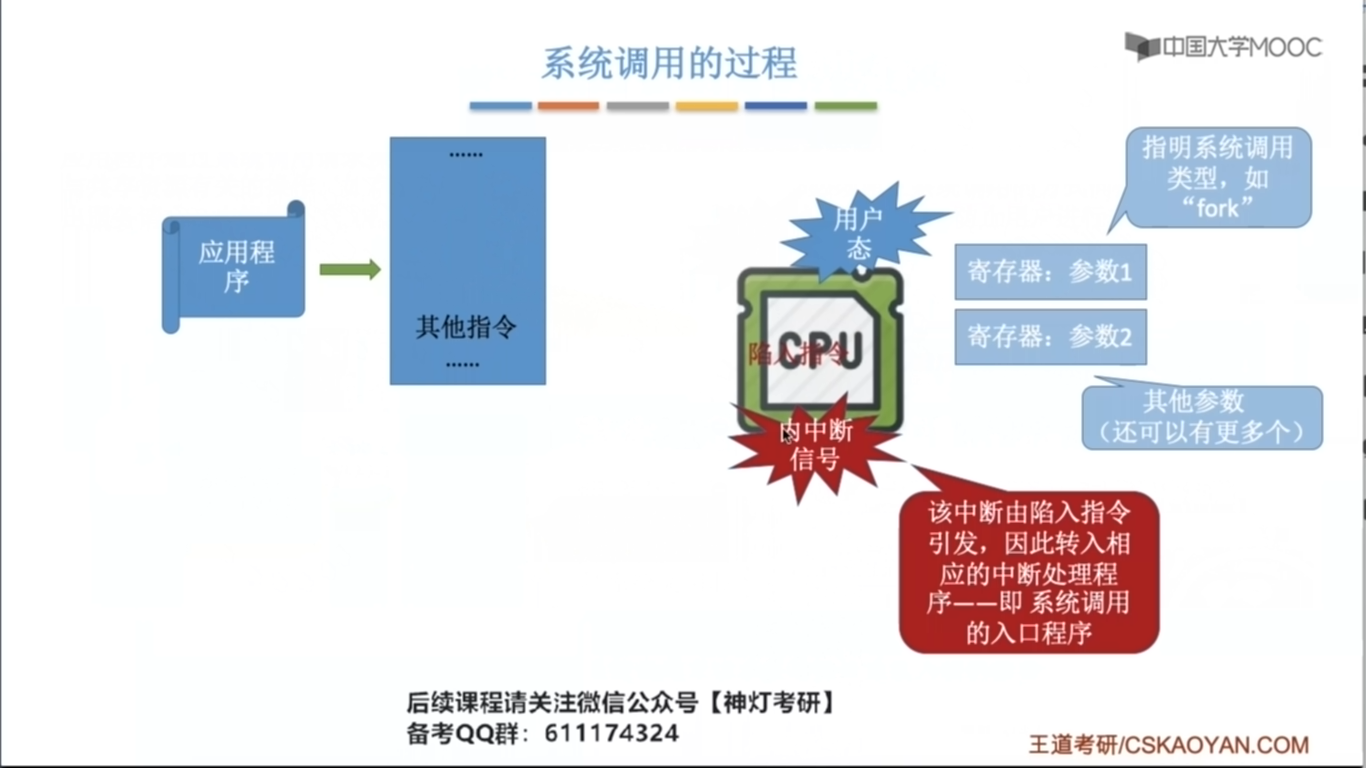 系统调用的过程
中国大学MOOC
······
应用程
序
其他指令
······
用户
态
CPU
陷入指令
内中断
信号
指明系统调用
类型，如
“fork”
寄存器：参数1
寄存器：参数2
其他参数
（还可以有更多个）
该中断由陷入指令
引发，因此转入相
应的中断处理程
序——即 系统调用
的入口程序
后续课程请关注微信公众号【神灯考研】
备考QQ群：611174324
王道考研/CSKAOYAN.COM